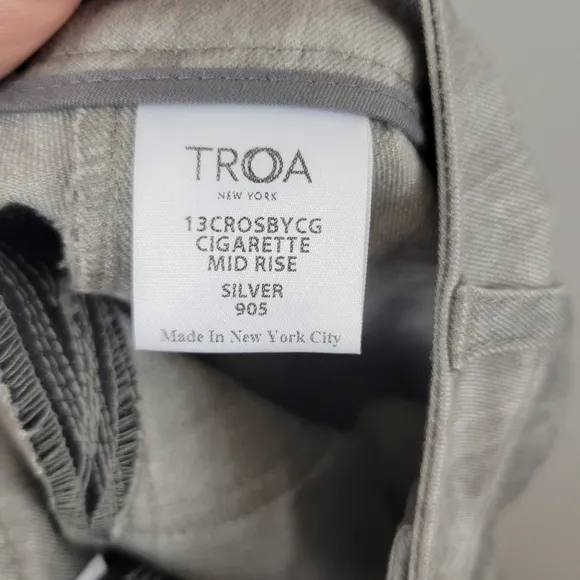 TROA
NEW YORK
13CROSBYCG
CIGARETTE
MID RISE
SILVER
905
Made In New York City